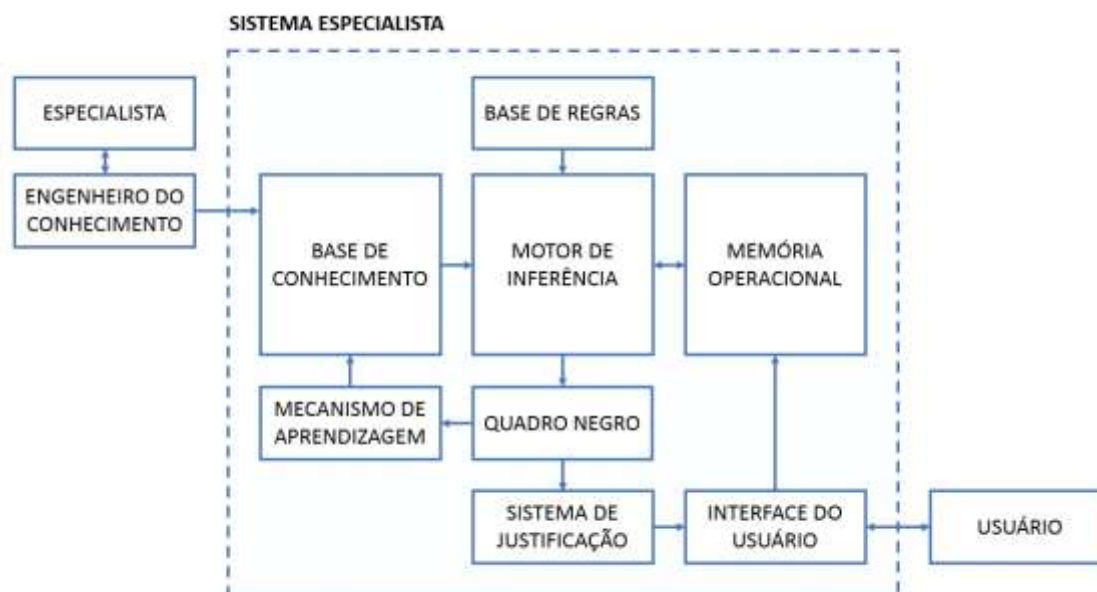 SISTEMA ESPECIALISTA
ESPECIALISTA
BASE DE REGRAS
ENGENHEIRO DO
CONHECIMENTO
BASE DE
CONHECIMENTO
MOTOR DE
INFERÊNCIA
MEMÓRIA
OPERACIONAL
MECANISMO DE
APRENDIZAGEM
QUADRO NEGRO
SISTEMA DE
JUSTIFICAÇÃO
INTERFACE DO
USUÁRIO
USUÁRIO